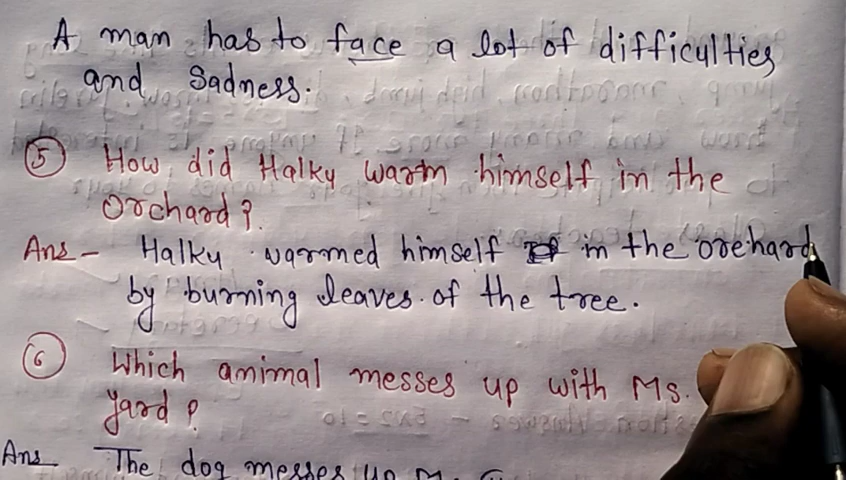 A man has to face a lot of difficulties
and Sadness.
5 How did Halky warm himself in the
Orchard?
Ans - Halky warmed himself in the orchard
by burning leaves of the tree.
6 Which animal messes up with Ms.
yard?
Ans The dog messes up